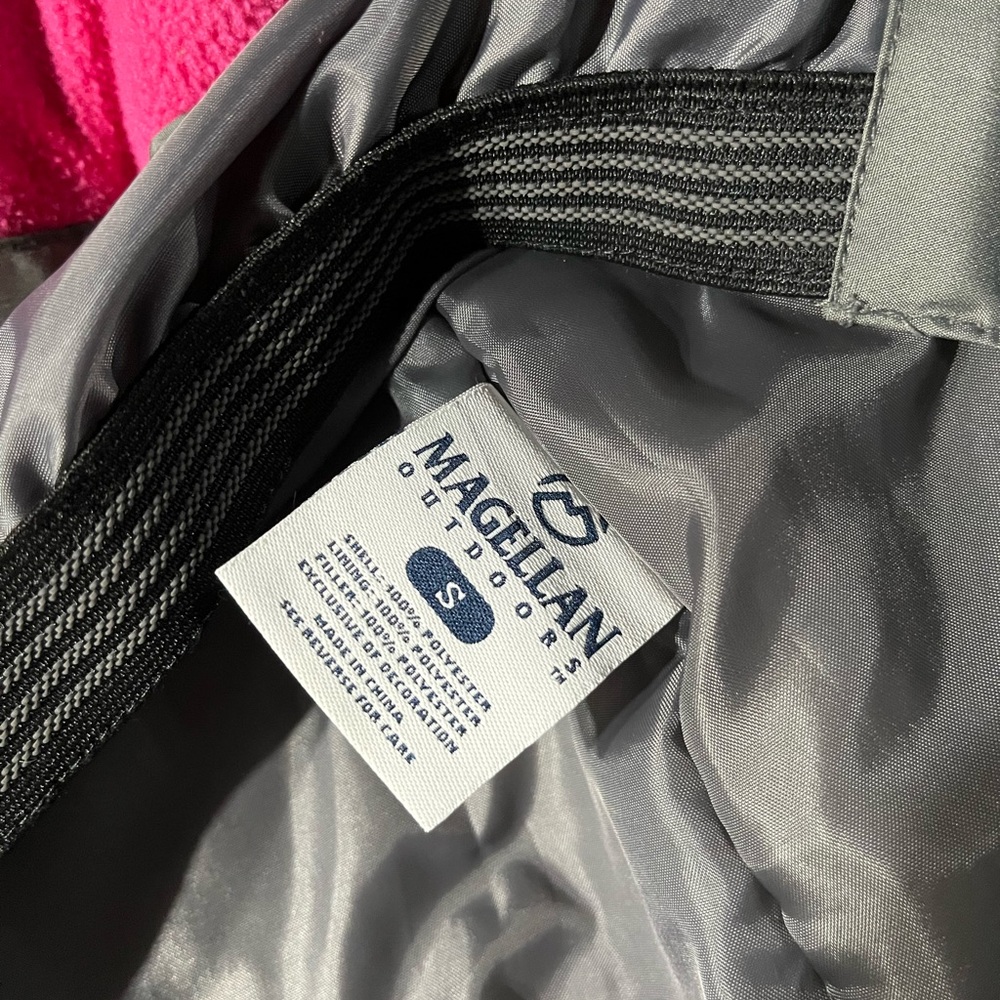 MAGELLAN
OUTDOORS™
S
SHELL- 100% POLYESTER
LINING- 100% POLYESTER
FILLER- 100% POLYESTER
EXCLUSIVE OF DECORATION
MADE IN CHINA
SEE REVERSE FOR CARE